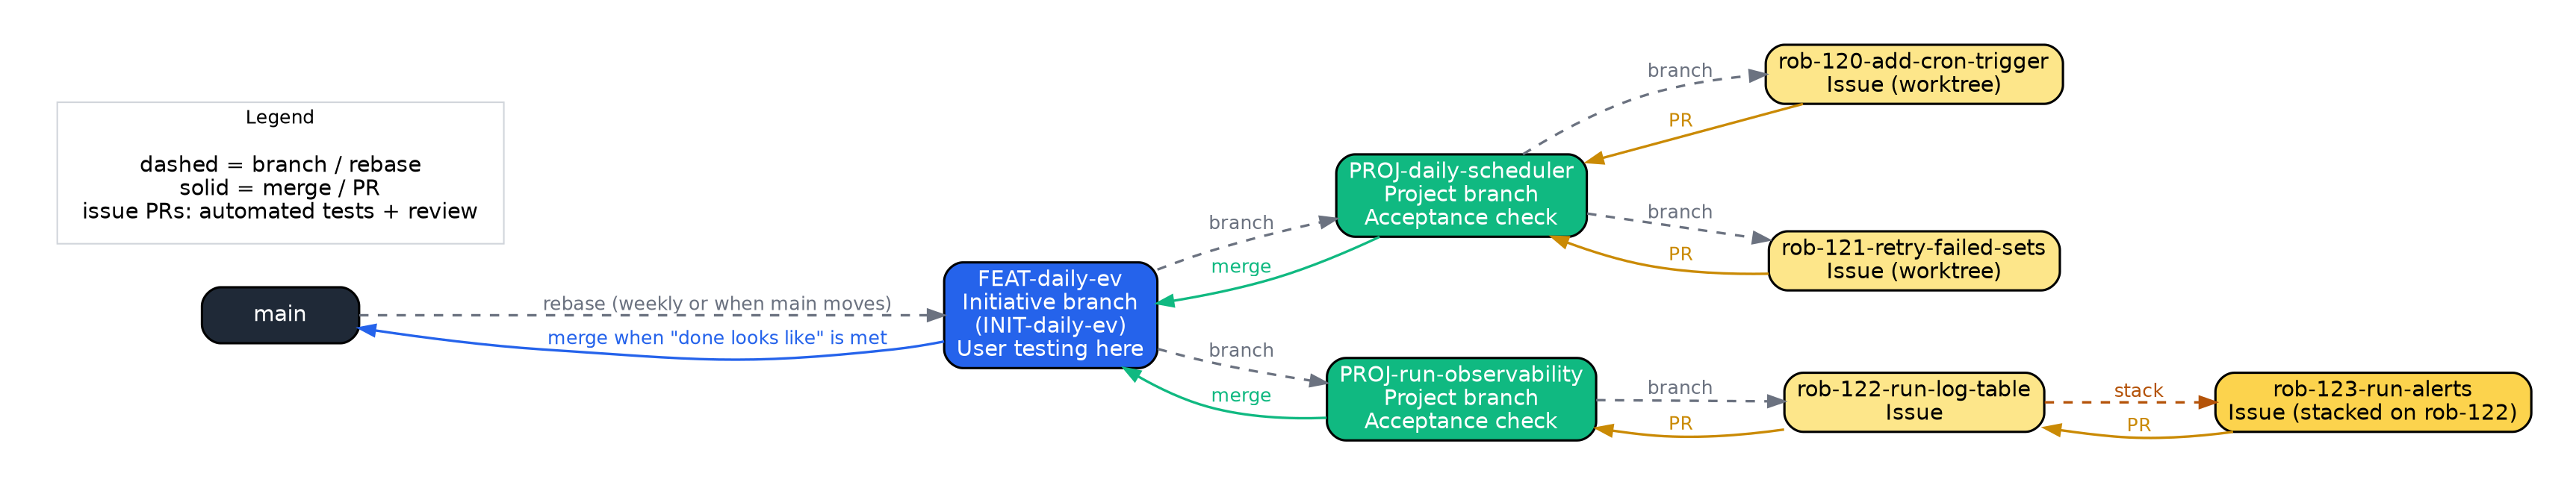 Legend
dashed = branch / rebase
solid = merge / PR
issue PRs: automated tests + review
main
rebase (weekly or when main moves)
merge when "done looks like" is met
FEAT-daily-ev
Initiative branch
(INIT-daily-ev)
User testing here
branch
merge
branch
merge
PROJ-daily-scheduler
Project branch
Acceptance check
branch
PR
branch
PR
rob-120-add-cron-trigger
Issue (worktree)
rob-121-retry-failed-sets
Issue (worktree)
PROJ-run-observability
Project branch
Acceptance check
branch
PR
rob-122-run-log-table
Issue
stack
PR
rob-123-run-alerts
Issue (stacked on rob-122)